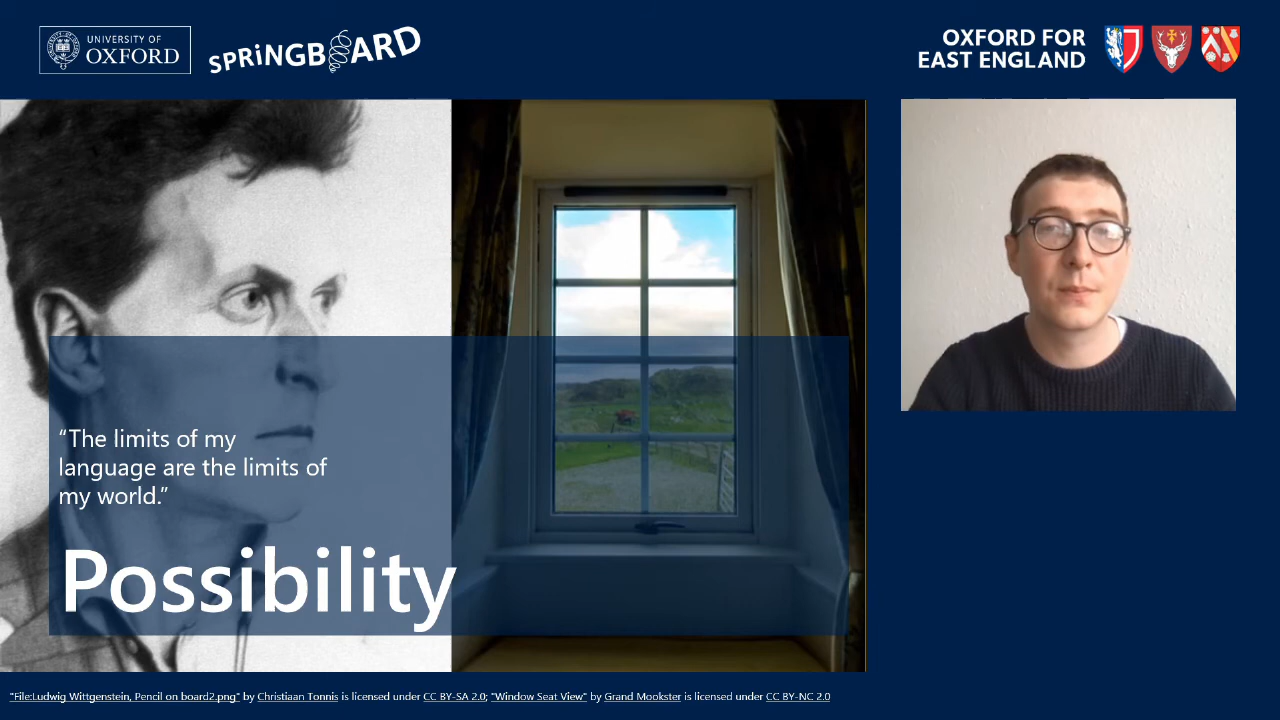 UNIVERSITY OF
OXFORD
SPRiNGBOARD
OXFORD FOR
EAST ENGLAND
“The limits of my
language are the limits of
my world.”
Possibility
"File:Ludwig Wittgenstein, Pencil on board2.png" by Christiaan Tonnis is licensed under CC BY-SA 2.0; "Window Seat View" by Grand Mookster is licensed under CC BY-NC 2.0